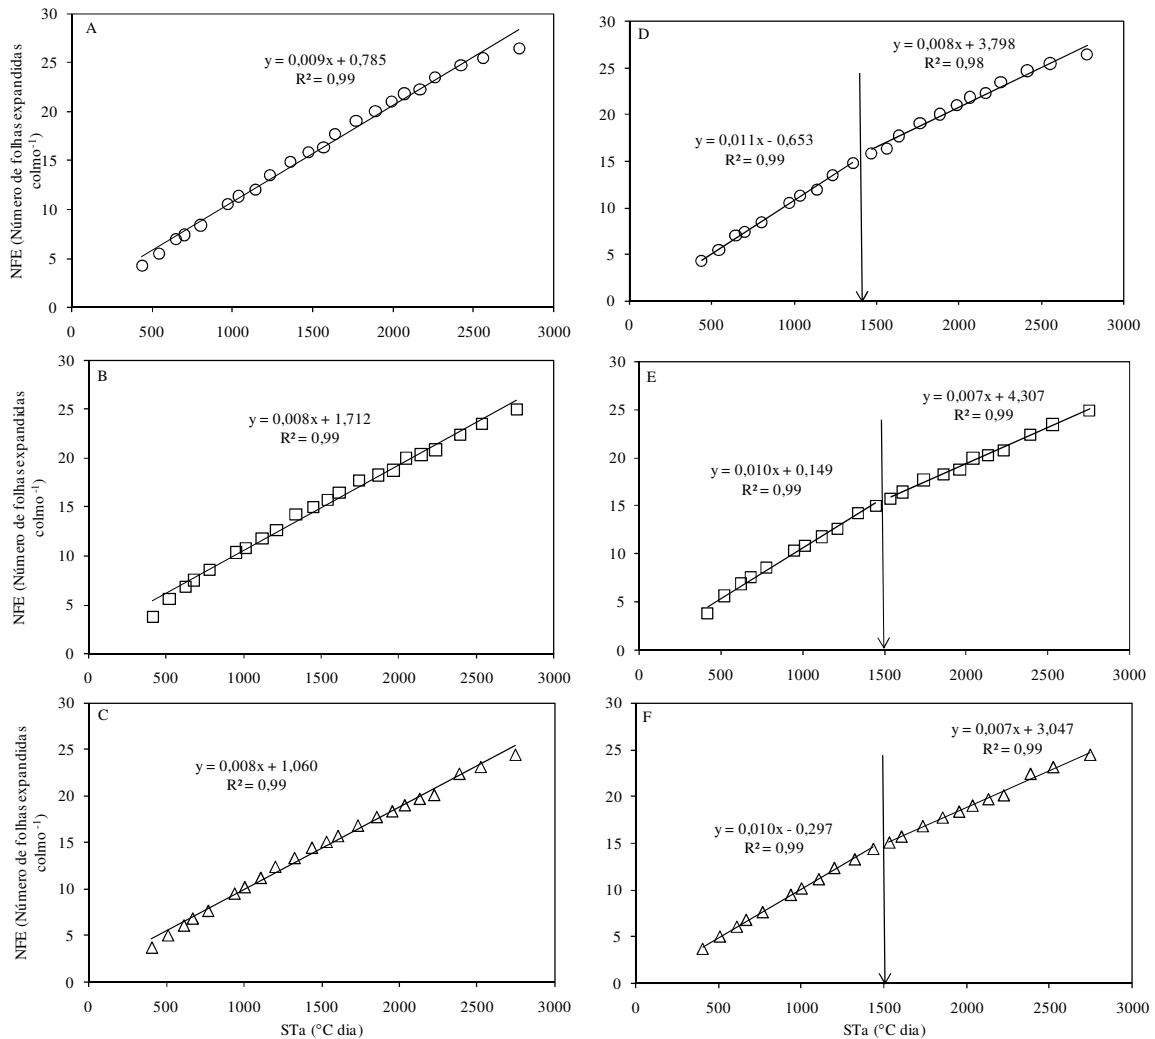 A
y = 0,009x + 0,785
R² = 0,99
NFE (Número de folhas expandidas
colmo⁻¹)
30
25
20
15
10
5
0
0 500 1000 1500 2000 2500 3000
D
y = 0,008x + 3,798
R² = 0,98
y = 0,011x - 0,653
R² = 0,99
30
25
20
15
10
5
0
0 500 1000 1500 2000 2500 3000
B
y = 0,008x + 1,712
R² = 0,99
NFE (Número de folhas expandidas
colmo⁻¹)
30
25
20
15
10
5
0
0 500 1000 1500 2000 2500 3000
E
y = 0,007x + 4,307
R² = 0,99
y = 0,010x + 0,149
R² = 0,99
30
25
20
15
10
5
0
0 500 1000 1500 2000 2500 3000
C
y = 0,008x + 1,060
R² = 0,99
NFE (Número de folhas expandidas
colmo⁻¹)
30
25
20
15
10
5
0
0 500 1000 1500 2000 2500 3000
STa (°C dia)
F
y = 0,007x + 3,047
R² = 0,99
y = 0,010x - 0,297
R² = 0,99
30
25
20
15
10
5
0
0 500 1000 1500 2000 2500 3000
STa (°C dia)